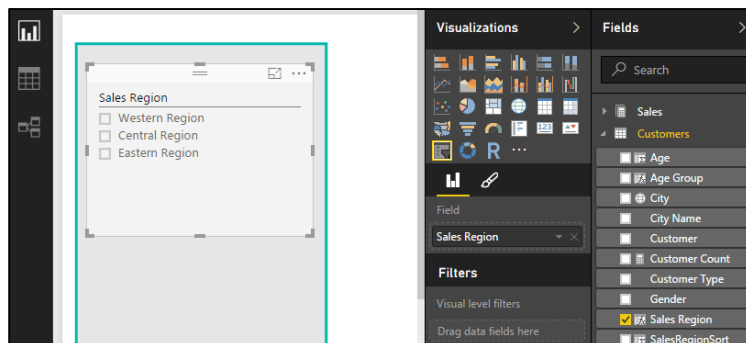 Sales Region
Western Region
Central Region
Eastern Region
Visualizations
123
R
Field
Sales Region
Filters
Visual level filters
Drag data fields here
Fields
Search
Sales
Customers
Age
Age Group
City
City Name
Customer
Customer Count
Customer Type
Gender
Sales Region
SalesRegionSort